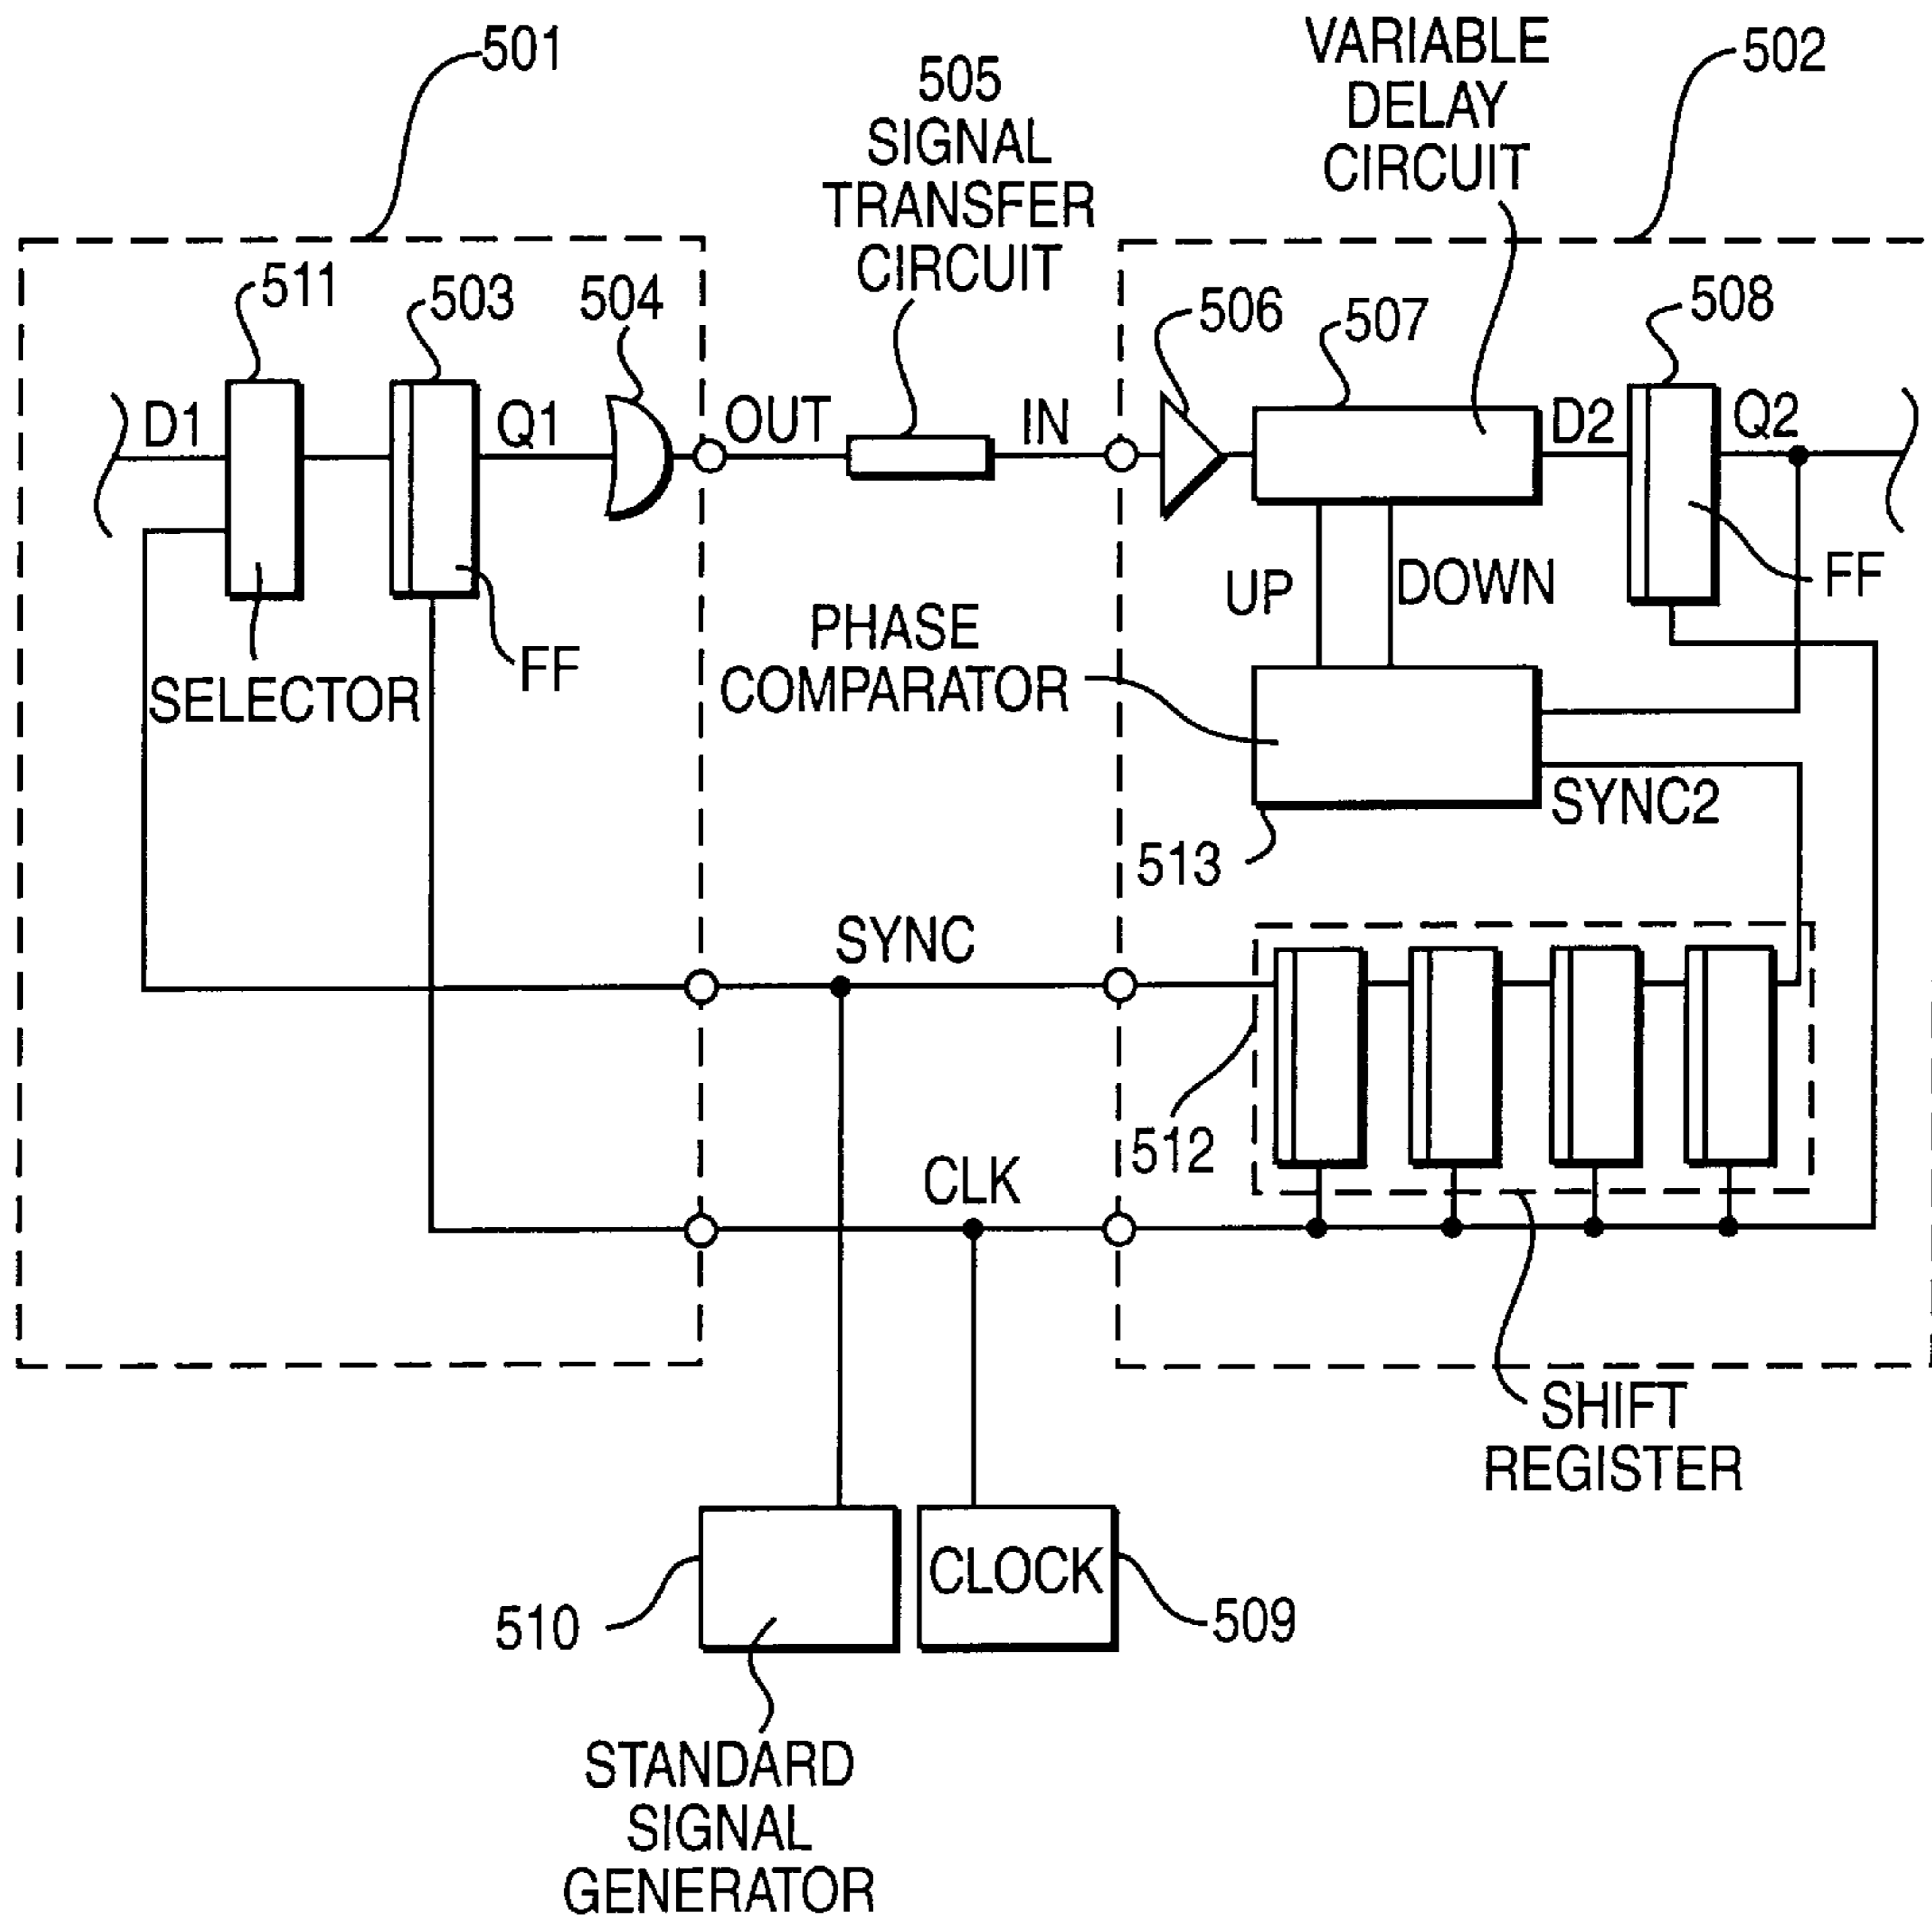 501
505
SIGNAL
TRANSFER
CIRCUIT
VARIABLE
DELAY
CIRCUIT
502
511
503
504
506
507
508
D1
Q1
OUT
IN
D2
Q2
SELECTOR
FF
PHASE
COMPARATOR
UP
DOWN
FF
SYNC2
513
SYNC
512
CLK
SHIFT
REGISTER
510
CLOCK
509
STANDARD
SIGNAL
GENERATOR